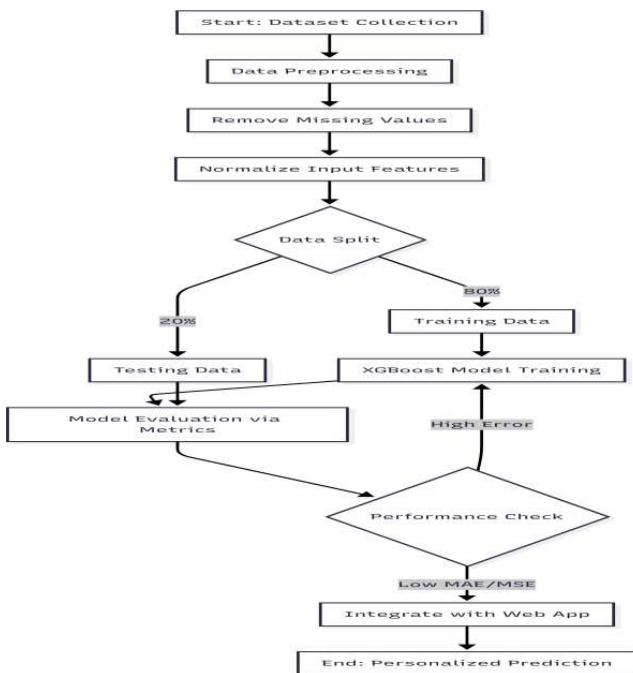 Start: Dataset Collection
Data Preprocessing
Remove Missing Values
Normalize Input Features
Data Split
80%
20%
Training Data
Testing Data
XGBoost Model Training
Model Evaluation via
Metrics
High Error
Performance Check
Low MAE/MSE
Integrate with Web App
End: Personalized Prediction